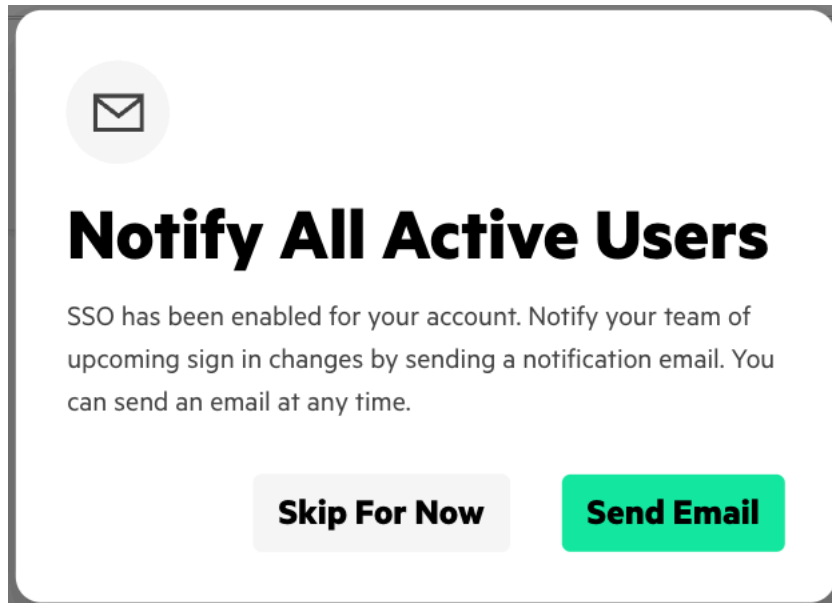 Notify All Active Users
SSO has been enabled for your account. Notify your team of
upcoming sign in changes by sending a notification email. You
can send an email at any time.
Skip For Now
Send Email